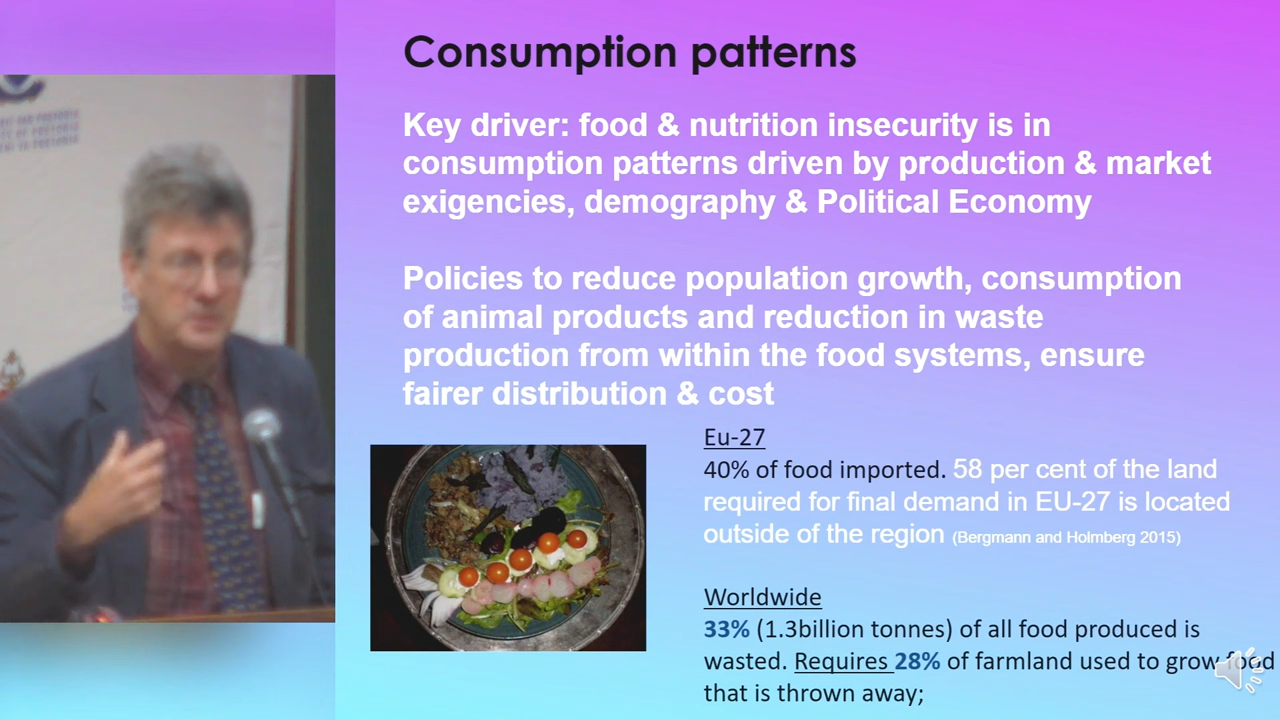 Consumption patterns
Key driver: food & nutrition insecurity is in
consumption patterns driven by production & market
exigencies, demography & Political Economy
Policies to reduce population growth, consumption
of animal products and reduction in waste
production from within the food systems, ensure
fairer distribution & cost
Eu-27
40% of food imported. 58 per cent of the land
required for final demand in EU-27 is located
outside of the region (Bergmann and Holmberg 2015)
Worldwide
33% (1.3billion tonnes) of all food produced is
wasted. Requires 28% of farmland used to grow food
that is thrown away;